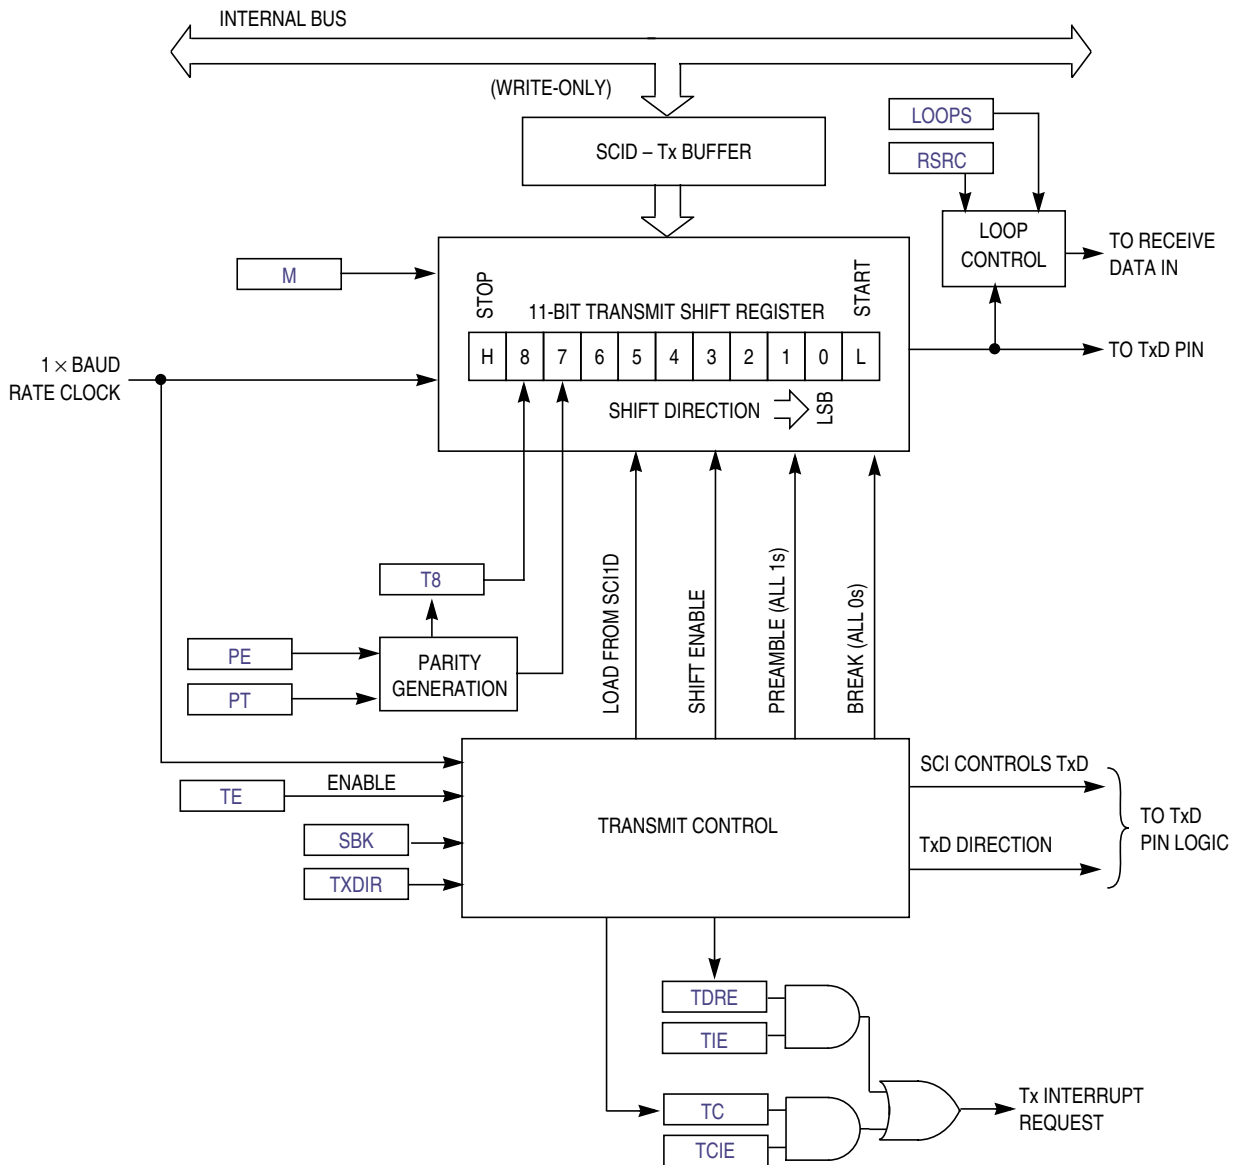 INTERNAL BUS
(WRITE-ONLY)
SCID – Tx BUFFER
LOOPS
RSRC
LOOP
CONTROL
TO RECEIVE
DATA IN
M
STOP
11-BIT TRANSMIT SHIFT REGISTER
START
H 8 7 6 5 4 3 2 1 0 L
TO TxD PIN
1 × BAUD
RATE CLOCK
SHIFT DIRECTION
LSB
T8
PE
PT
PARITY
GENERATION
LOAD FROM SCI1D
SHIFT ENABLE
PREAMBLE (ALL 1s)
BREAK (ALL 0s)
TE
ENABLE
SBK
TXDIR
TRANSMIT CONTROL
SCI CONTROLS TxD
TxD DIRECTION
TO TxD
PIN LOGIC
TDRE
TIE
TC
TCIE
Tx INTERRUPT
REQUEST